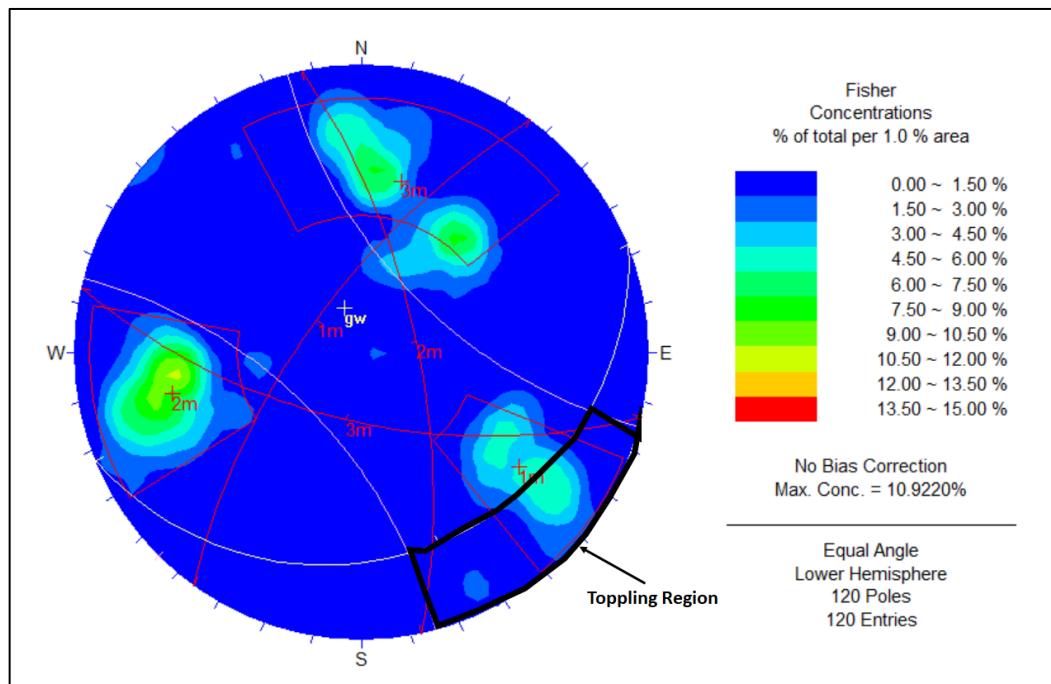 N
Fisher
Concentrations
% of total per 1.0 % area
0.00 ~ 1.50 %
1.50 ~ 3.00 %
3.00 ~ 4.50 %
4.50 ~ 6.00 %
6.00 ~ 7.50 %
7.50 ~ 9.00 %
9.00 ~ 10.50 %
10.50 ~ 12.00 %
12.00 ~ 13.50 %
13.50 ~ 15.00 %
No Bias Correction
Max. Conc. = 10.9220%
Equal Angle
Lower Hemisphere
120 Poles
120 Entries
3m
gw
1m
2m
W
E
2m
3m
1m
Toppling Region
S